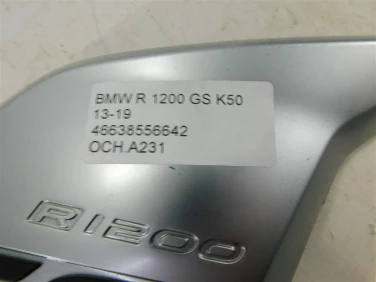 BMW R 1200 GS K50
13-19
46638556642
OCH.A231
R1200